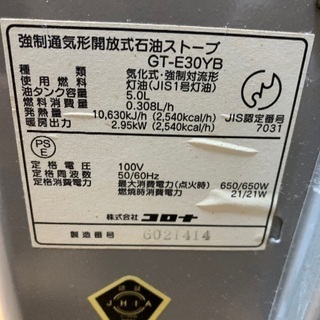 強制通気形開放式石油ストーブ
GT-E30YB
種類 気化式・強制対流形
使用燃料 灯油(JIS1号灯油)
油タンク容量 5.0L
燃料消費量 0.308L/h
発熱量 10,630kJ/h (2,540kcal/h)
暖房出力 2.95kW (2,540kcal/h)
JIS認定番号
7031
PS
E
定格電圧 100V
定格周波数 50/60Hz
定格消費電力 最大消費電力(点火時) 650/650W
燃焼時消費電力 21/21W
株式会社 コロナ
製造番号 6021414
JHIA